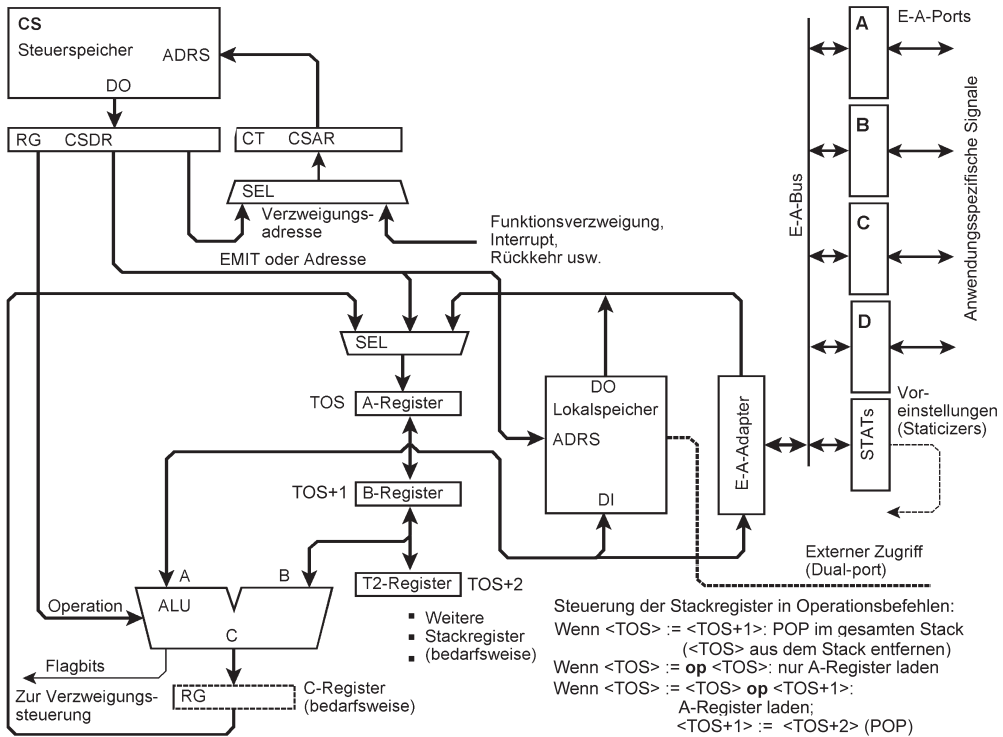 CS
Steuerspeicher
ADRS
DO
RG CSDR
CT CSAR
SEL
Verzweigungs-
adresse
Funktionsverzweigung,
Interrupt,
Rückkehr usw.
EMIT oder Adresse
SEL
TOS
A-Register
TOS+1
B-Register
T2-Register
TOS+2
Weitere
Stackregister
(bedarfsweise)
A
B
ALU
C
Operation
Flagbits
Zur Verzweigungs-
steuerung
RG
C-Register
(bedarfsweise)
DO
Lokalspeicher
ADRS
DI
E-A-Adapter
E-A-Bus
A
B
C
D
STATs
E-A-Ports
Anwendungsspezifische Signale
Vor-
einstellungen
(Staticizers)
Externer Zugriff
(Dual-port)
Steuerung der Stackregister in Operationsbefehlen:
Wenn <TOS> := <TOS+1>: POP im gesamten Stack
(<TOS> aus dem Stack entfernen)
Wenn <TOS> := op <TOS>: nur A-Register laden
Wenn <TOS> := <TOS> op <TOS+1>:
A-Register laden;
<TOS+1> := <TOS+2> (POP)